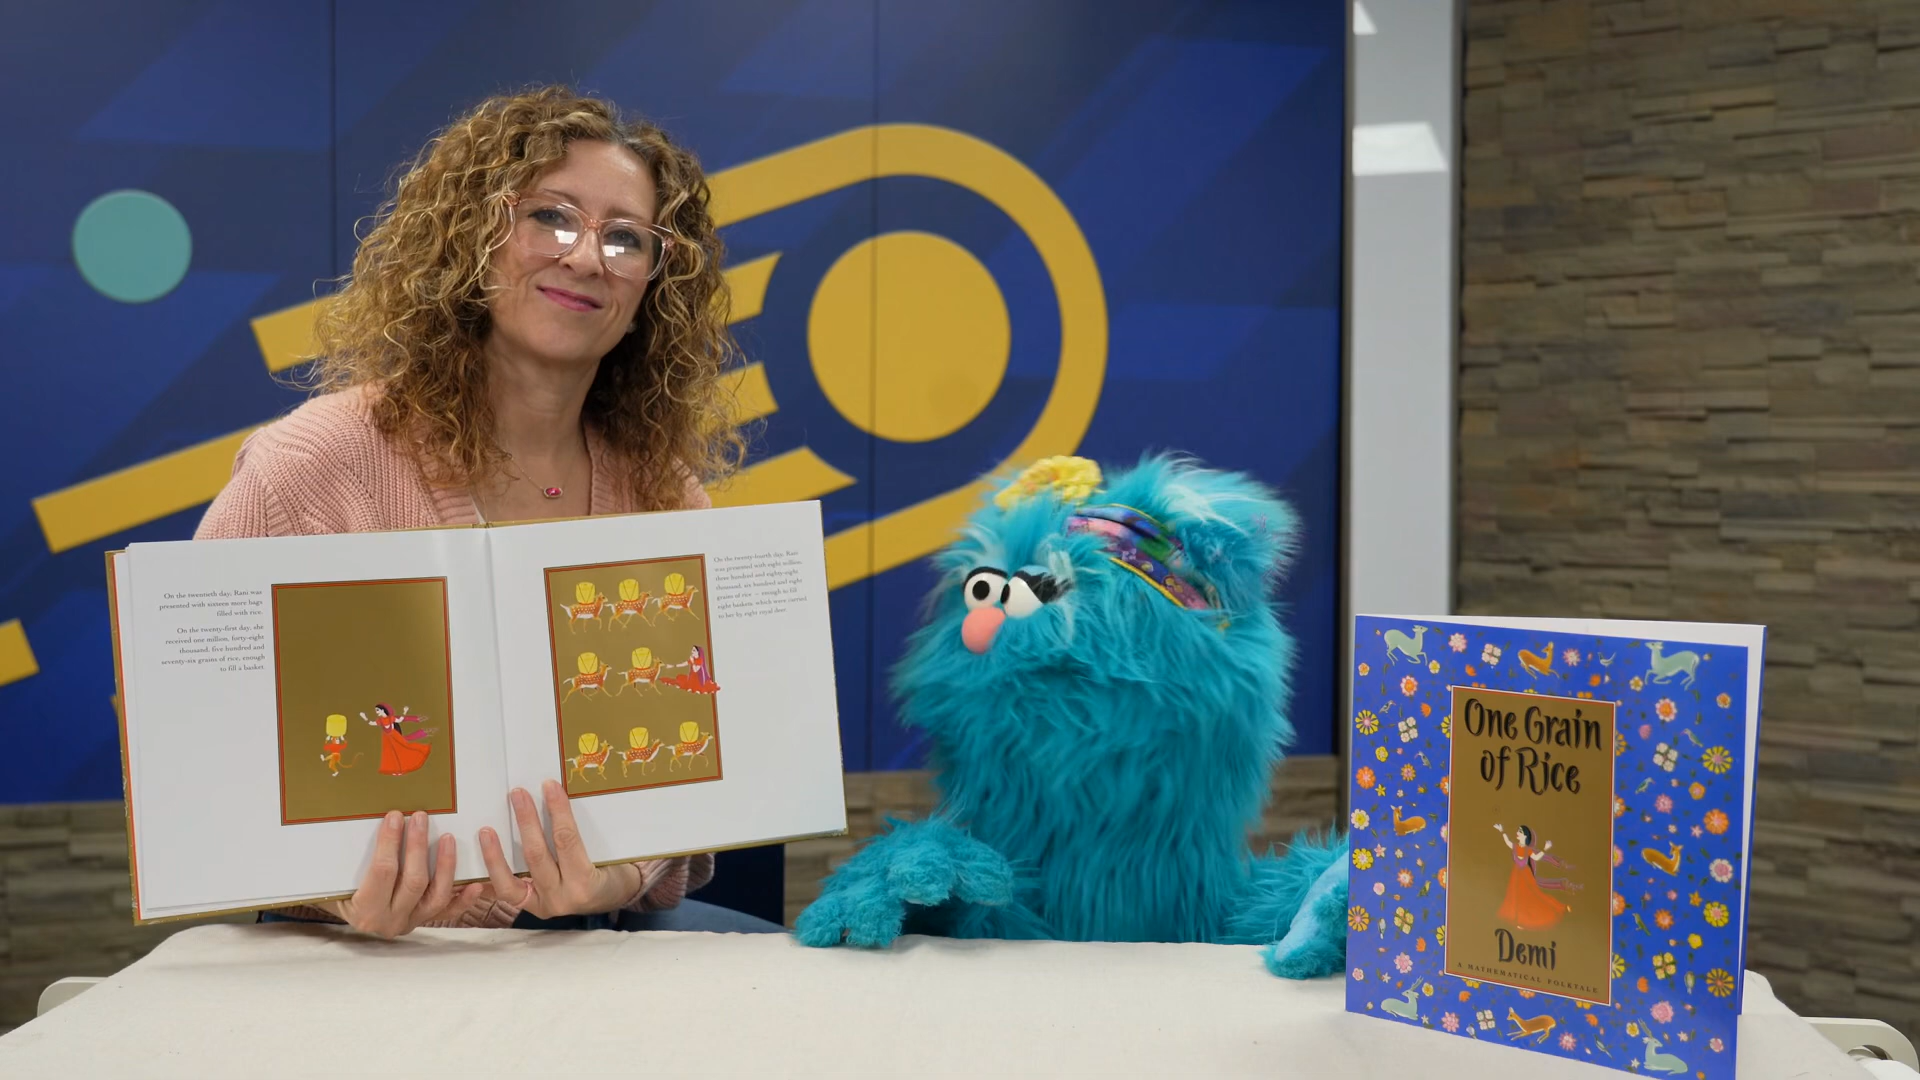 On the twentieth day, Rani was
presented with sixteen more bags
filled with rice.
On the twenty-first day, she
received one million, forty-eight
thousand, five hundred and
seventy-six grains of rice, enough
to fill a basket.
On the twenty-fourth day, Rani
was presented with eight million,
three hundred and eighty-eight
thousand, six hundred and eight
grains of rice — enough to fill
eight baskets, which were carried
to her by eight royal deer.
One Grain
of Rice
Demi
A MATHEMATICAL FOLKTALE